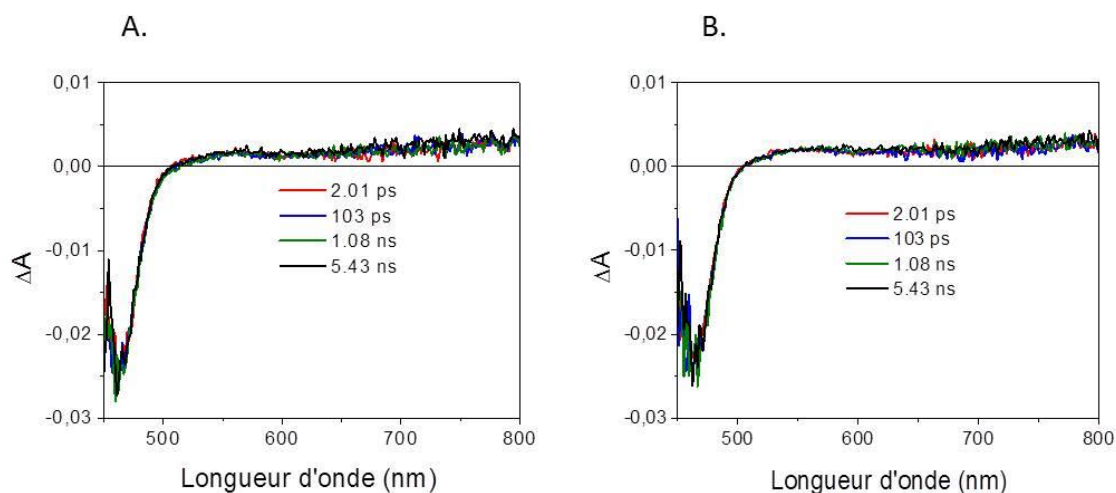 A.
0,01
0,00
-0,01
-0,02
-0,03
ΔA
2.01 ps
103 ps
1.08 ns
5.43 ns
500
600
700
800
Longueur d'onde (nm)
B.
0,01
0,00
-0,01
-0,02
-0,03
ΔA
2.01 ps
103 ps
1.08 ns
5.43 ns
500
600
700
800
Longueur d'onde (nm)